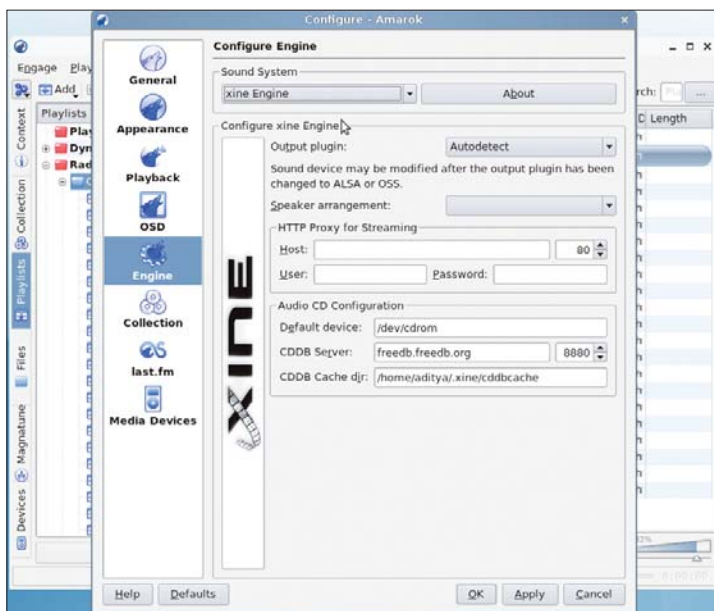 Configure - Amarok
Engage Play
Add
rch:
...
Context
Collection
Playlists
Files
Magnatune
Devices
Playlists
Play
Dyn
Rad
Length
General
Appearance
Playback
OSD
Engine
Collection
last.fm
Media Devices
Configure Engine
Sound System
xine Engine
About
Configure xine Engine
Output plugin: Autodetect
Sound device may be modified after the output plugin has been
changed to ALSA or OSS.
Speaker arrangement:
HTTP Proxy for Streaming
Host: 80
User: Password:
Audio CD Configuration
Default device: /dev/cdrom
CDDB Server: freedb.freedb.org 8880
CDDB Cache dir: /home/aditya/.xine/cddbcache
XINE
Help Defaults OK Apply Cancel